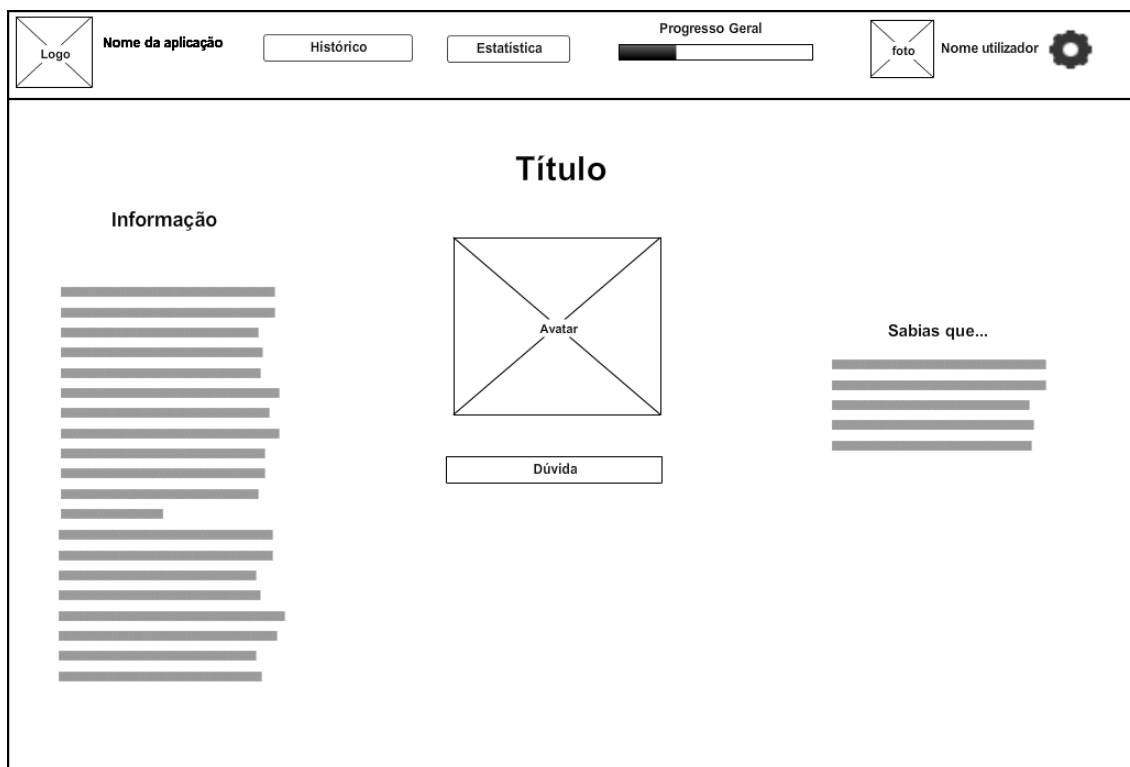 Logo
Nome da aplicação
Histórico
Estatística
Progresso Geral
foto
Nome utilizador
Título
Informação
Avatar
Sabias que...
Dúvida